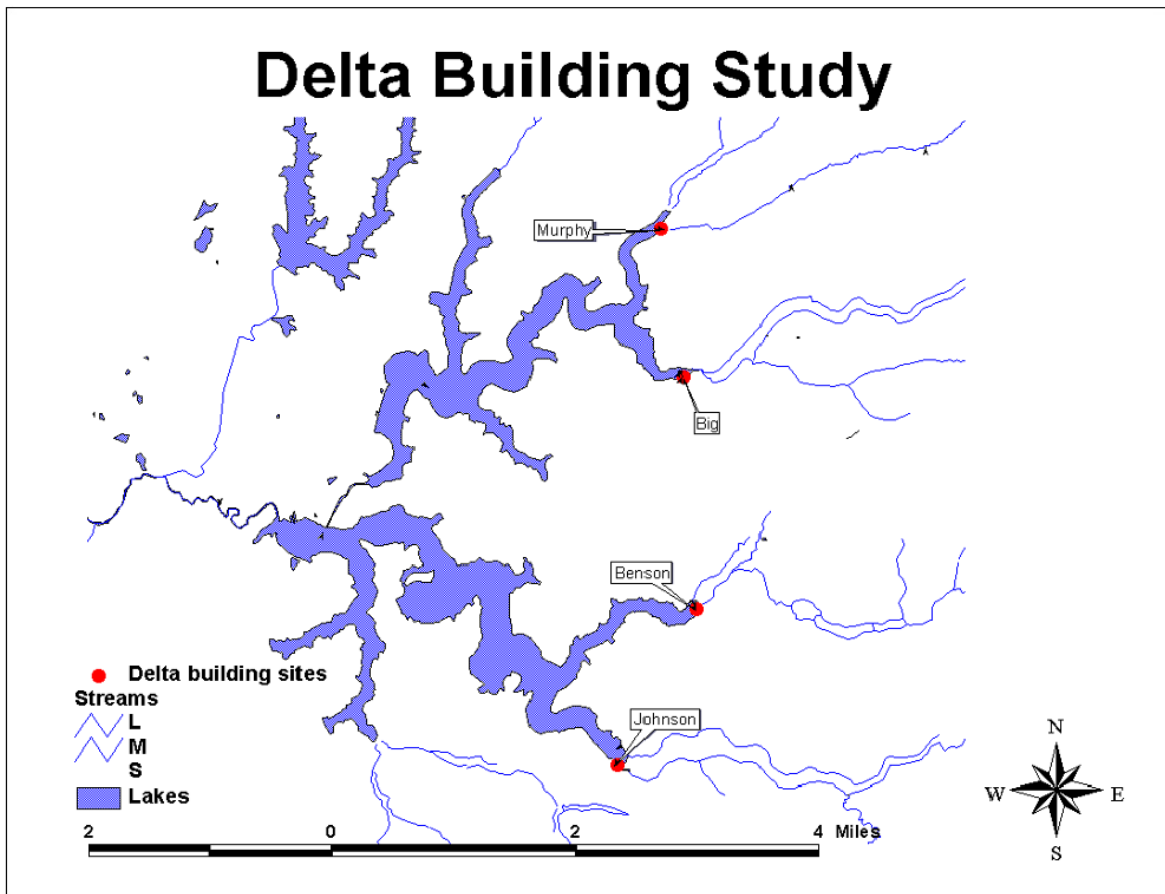 Delta Building Study
Murphy
Big
Benson
Johnson
Delta building sites
Streams
L
M
S
Lakes
2 0 2 4 Miles
N
W E
S